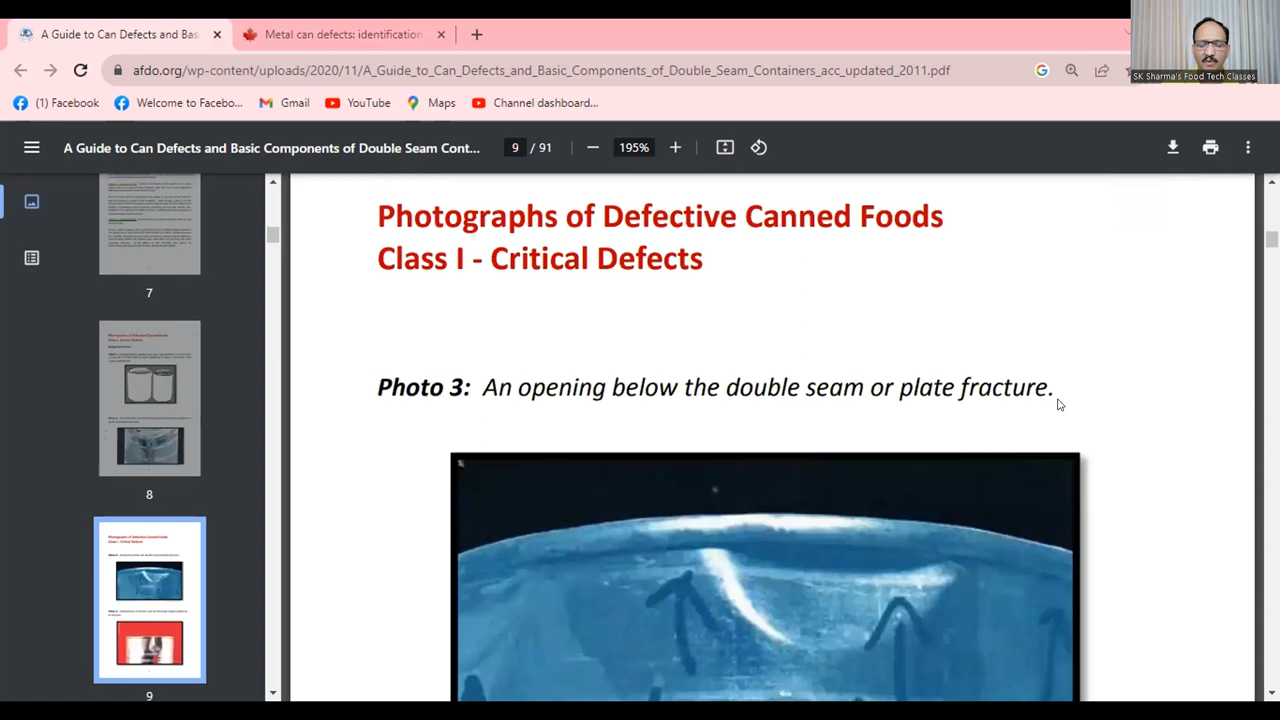 A Guide to Can Defects and Bas
Metal can defects: identification
SK Sharma's Food Tech Classes
afdo.org/wp-content/uploads/2020/11/A_Guide_to_Can_Defects_and_Basic_Components_of_Double_Seam_Containers_acc_updated_2011.pdf
(1) Facebook
Welcome to Facebo...
Gmail
YouTube
Maps
Channel dashboard...
A Guide to Can Defects and Basic Components of Double Seam Cont...
9 / 91
195%
7
8
9
Photographs of Defective Canned Foods
Class I - Critical Defects
Photo 3: An opening below the double seam or plate fracture.